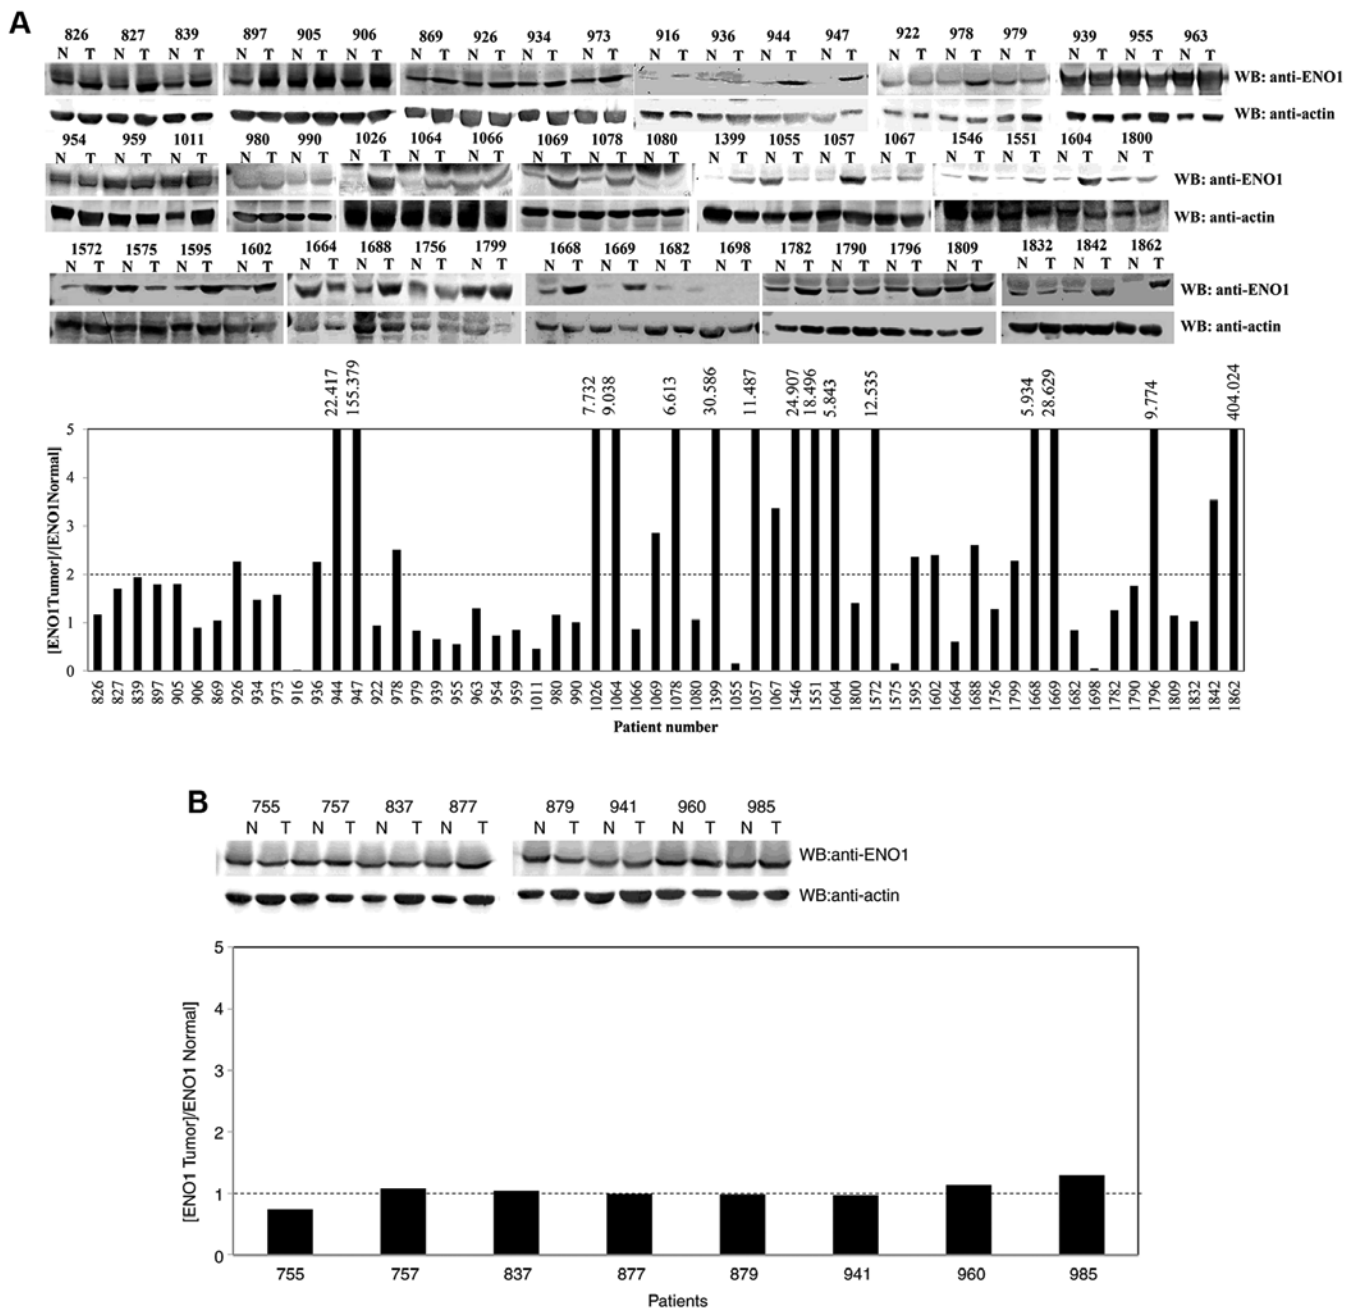 A
826 827 839 897 905 906 869 926 934 973 916 936 944 947 922 978 979 939 955 963
N T N T N T N T N T N T N T N T N T N T N T N T N T N T N T N T N T N T N T N T
WB: anti-ENO1
WB: anti-actin
954 959 1011 980 990 1026 1064 1066 1069 1078 1080 1399 1055 1057 1067 1546 1551 1604 1800
N T N T N T N T N T N T N T N T N T N T N T N T N T N T N T N T N T N T N T
WB: anti-ENO1
WB: anti-actin
1572 1575 1595 1602 1664 1688 1756 1799 1668 1669 1682 1698 1782 1790 1796 1809 1832 1842 1862
N T N T N T N T N T N T N T N T N T N T N T N T N T N T N T N T N T N T N T
WB: anti-ENO1
WB: anti-actin
22.417 155.379 7.732 9.038 6.613 30.586 11.487 24.907 18.496 5.843 12.535 5.934 28.629 9.774 404.024
[ENO1Tumor]/[ENO1Normal]
5
4
3
2
1
0
826 827 839 897 905 906 869 926 934 973 916 936 944 947 922 978 979 939 955 963 954 959 1011 980 990 1026 1064 1066 1069 1078 1080 1399 1055 1057 1067 1546 1551 1604 1800 1572 1575 1595 1602 1664 1688 1756 1799 1668 1669 1682 1698 1782 1790 1796 1809 1832 1842 1862
Patient number
B
755 757 837 877 879 941 960 985
N T N T N T N T N T N T N T N T
WB:anti-ENO1
WB:anti-actin
[ENO1 Tumor]/ENO1 Normal]
5
4
3
2
1
0
755 757 837 877 879 941 960 985
Patients